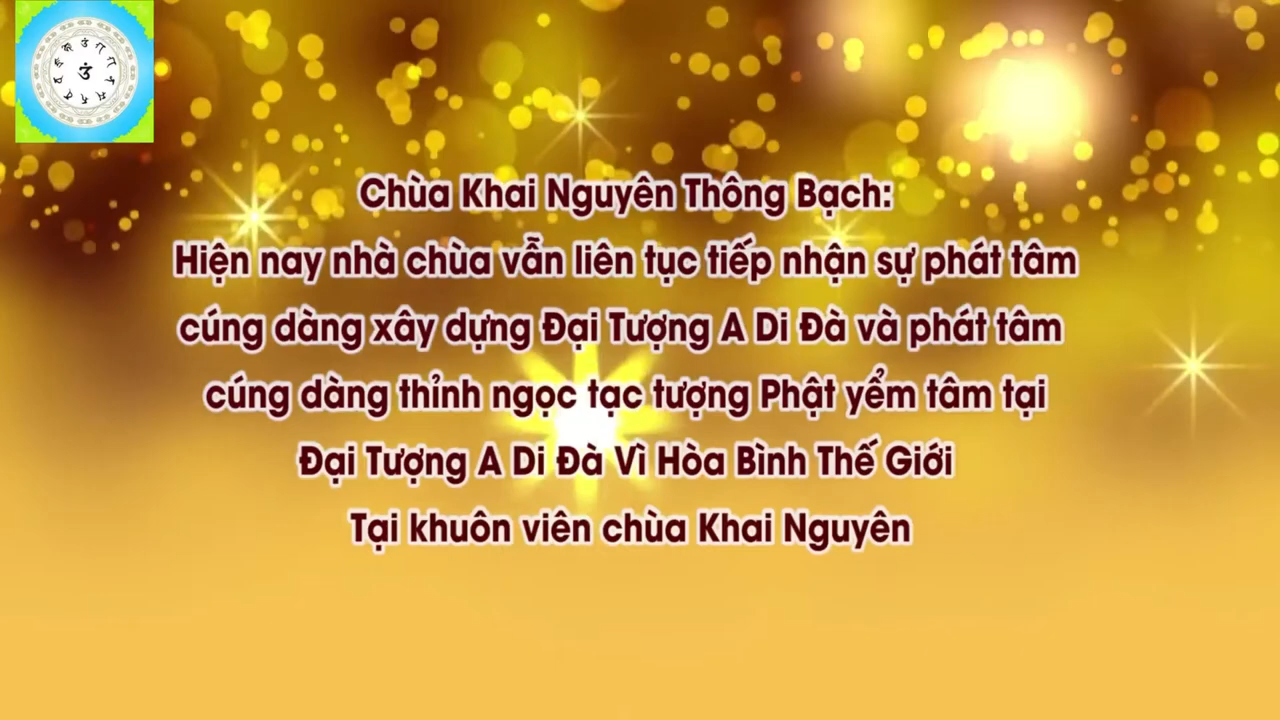 Chùa Khai Nguyên Thông Bạch:
Hiện nay nhà chùa vẫn liên tục tiếp nhận sự phát tâm
cúng dàng xây dựng Đại Tượng A Di Đà và phát tâm
cúng dàng thỉnh ngọc tạc tượng Phật yểm tâm tại
Đại Tượng A Di Đà Vì Hòa Bình Thế Giới
Tại khuôn viên chùa Khai Nguyên